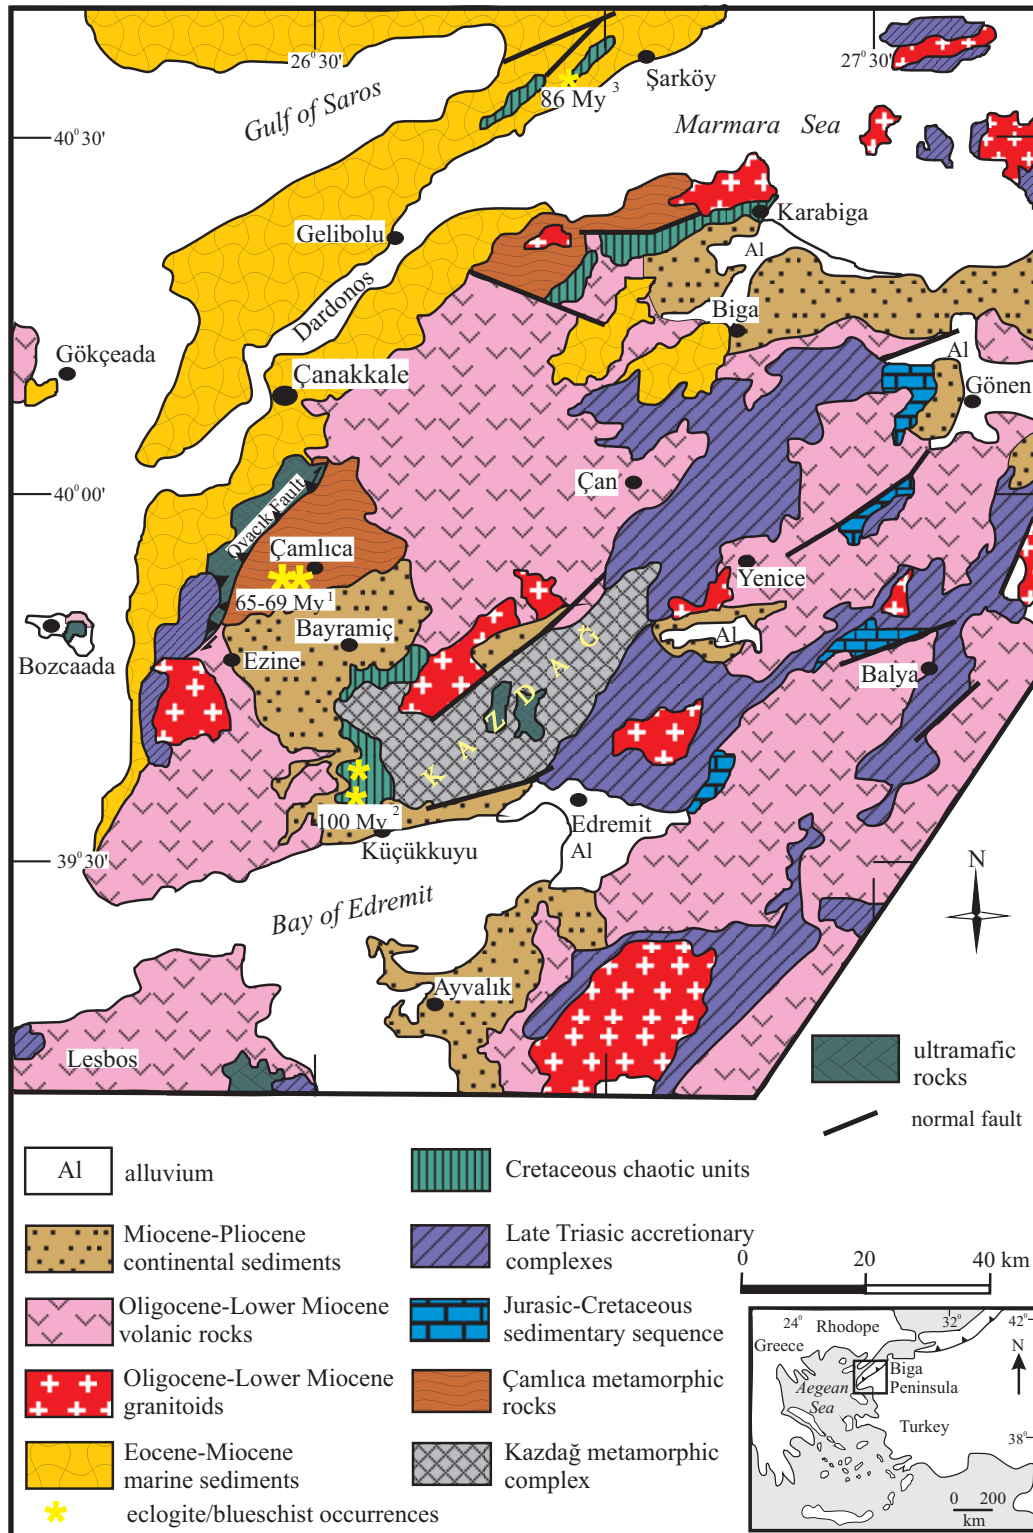 26°30'
27°30'
Gulf of Saros
86 My 3
Şarköy
Marmara Sea
40°30'
Karabiga
Gelibolu
Al
Dardonos
Biga
Gökçeada
Al
Çanakkale
Gönen
Çan
40°00'
Ovacık Fault
Çamlıca
Yenice
65-69 My 1
Bayramiç
Al
Bozcaada
Ezine
Balya
K A Z D A Ğ
100 My 2
Edremit
Küçükkuyu
Al
39°30'
N
Bay of Edremit
Ayvalık
Lesbos
ultramafic
rocks
normal fault
Al
alluvium
Cretaceous chaotic units
Miocene-Pliocene
continental sediments
Late Triasic accretionary
complexes
0 20 40 km
Oligocene-Lower Miocene
volanic rocks
Jurasic-Cretaceous
sedimentary sequence
Oligocene-Lower Miocene
granitoids
Çamlıca metamorphic
rocks
Eocene-Miocene
marine sediments
Kazdağ metamorphic
complex
eclogite/blueschist occurrences
24°
Rhodope
32°
42°
Greece
N
Biga
Peninsula
Aegean
Sea
Turkey
38°
0 200
km